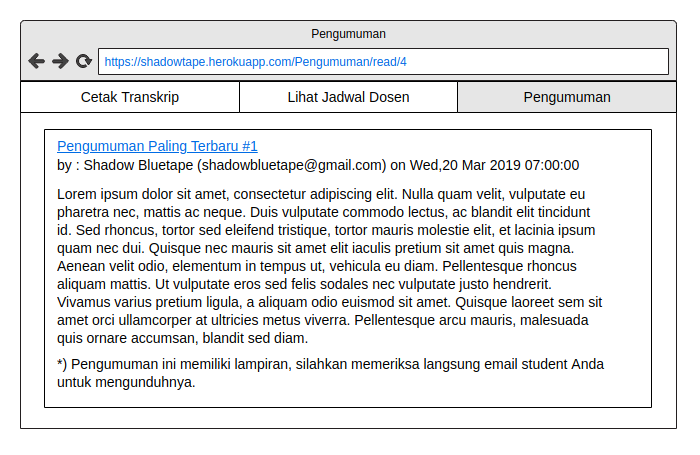 Pengumuman
https://shadowtape.herokuapp.com/Pengumuman/read/4
Cetak Transkrip
Lihat Jadwal Dosen
Pengumuman
Pengumuman Paling Terbaru #1
by : Shadow Bluetape (shadowbluetape@gmail.com) on Wed,20 Mar 2019 07:00:00
Lorem ipsum dolor sit amet, consectetur adipiscing elit. Nulla quam velit, vulputate eu
pharetra nec, mattis ac neque. Duis vulputate commodo lectus, ac blandit elit tincidunt
id. Sed rhoncus, tortor sed eleifend tristique, tortor mauris molestie elit, et lacinia ipsum
quam nec dui. Quisque nec mauris sit amet elit iaculis pretium sit amet quis magna.
Aenean velit odio, elementum in tempus ut, vehicula eu diam. Pellentesque rhoncus
aliquam mattis. Ut vulputate eros sed felis sodales nec vulputate justo hendrerit.
Vivamus varius pretium ligula, a aliquam odio euismod sit amet. Quisque laoreet sem sit
amet orci ullamcorper at ultricies metus viverra. Pellentesque arcu mauris, malesuada
quis ornare accumsan, blandit sed diam.
*) Pengumuman ini memiliki lampiran, silahkan memeriksa langsung email student Anda
untuk mengunduhnya.